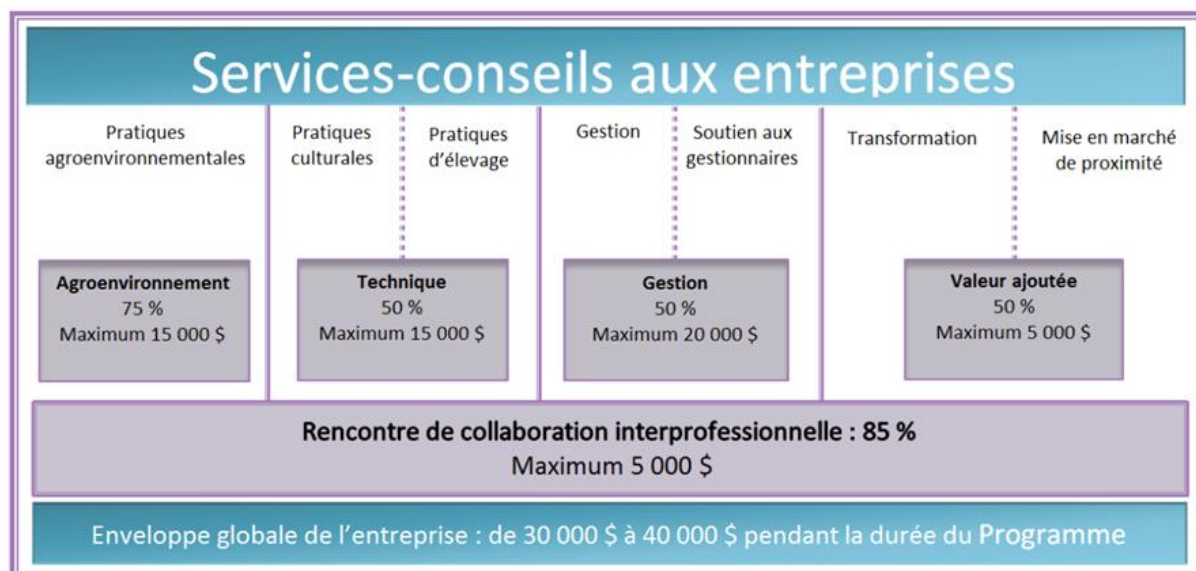 Services-conseils aux entreprises
Pratiques
agroenvironnementales
Pratiques
culturales
Pratiques
d'élevage
Gestion
Soutien aux
gestionnaires
Transformation
Mise en marché
de proximité
Agroenvironnement
75 %
Maximum 15 000 $
Technique
50 %
Maximum 15 000 $
Gestion
50 %
Maximum 20 000 $
Valeur ajoutée
50 %
Maximum 5 000 $
Rencontre de collaboration interprofessionnelle : 85 %
Maximum 5 000 $
Enveloppe globale de l'entreprise : de 30 000 $ à 40 000 $ pendant la durée du Programme